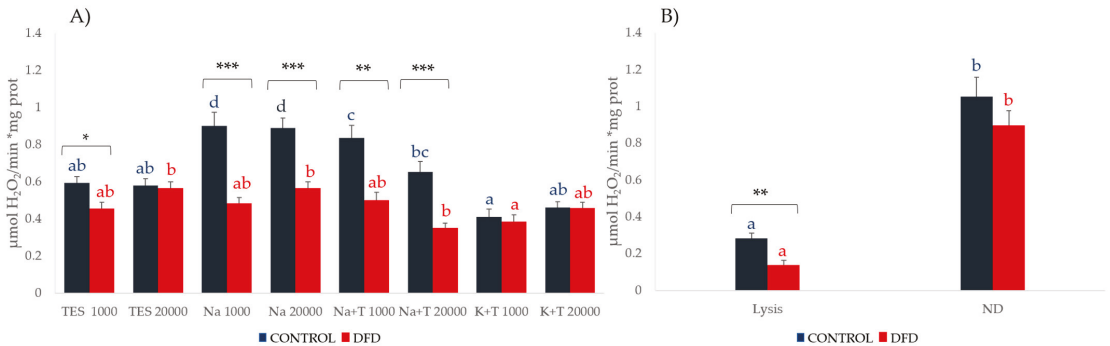 A)
B)
μmol H₂O₂/min *mg prot
1.4
1.2
1
0.8
0.6
0.4
0.2
0
*
***
***
**
***
ab
ab
ab
b
d
ab
d
b
c
ab
bc
b
a
a
ab
ab
TES 1000
TES 20000
Na 1000
Na 20000
Na+T 1000
Na+T 20000
K+T 1000
K+T 20000
CONTROL
DFD
μmol H₂O₂/min *mg prot
1.4
1.2
1
0.8
0.6
0.4
0.2
0
**
a
a
b
b
Lysis
ND
CONTROL
DFD